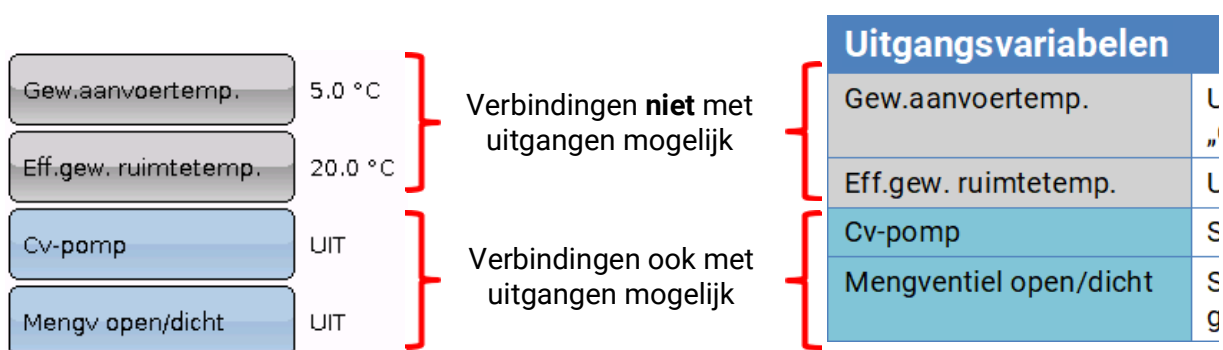 Gew.aanvoertemp. 5.0 °C
Eff.gew. ruimtetemp. 20.0 °C
Cv-pomp UIT
Mengv open/dicht UIT
Verbindingen niet met
uitgangen mogelijk
Verbindingen ook met
uitgangen mogelijk
Uitgangsvariabelen
Gew.aanvoertemp.
Eff.gew. ruimtetemp.
Cv-pomp
Mengventiel open/dicht